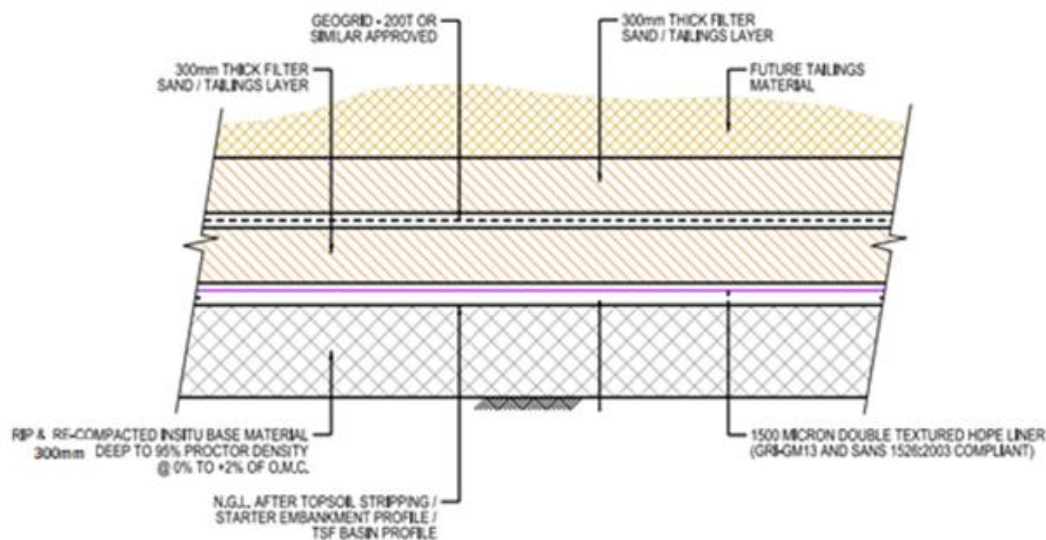 GEOGRID - 200T OR
SIMILAR APPROVED
300mm THICK FILTER
SAND / TAILINGS LAYER
300mm THICK FILTER
SAND / TAILINGS LAYER
FUTURE TAILINGS
MATERIAL
RIP & RE-COMPACTED INSITU BASE MATERIAL
300mm DEEP TO 95% PROCTOR DENSITY
@ 0% TO +2% OF O.M.C.
1500 MICRON DOUBLE TEXTURED HDPE LINER
(GRI-GM13 AND SANS 1526:2003 COMPLIANT)
N.G.L. AFTER TOPSOIL STRIPPING /
STARTER EMBANKMENT PROFILE /
TSF BASIN PROFILE